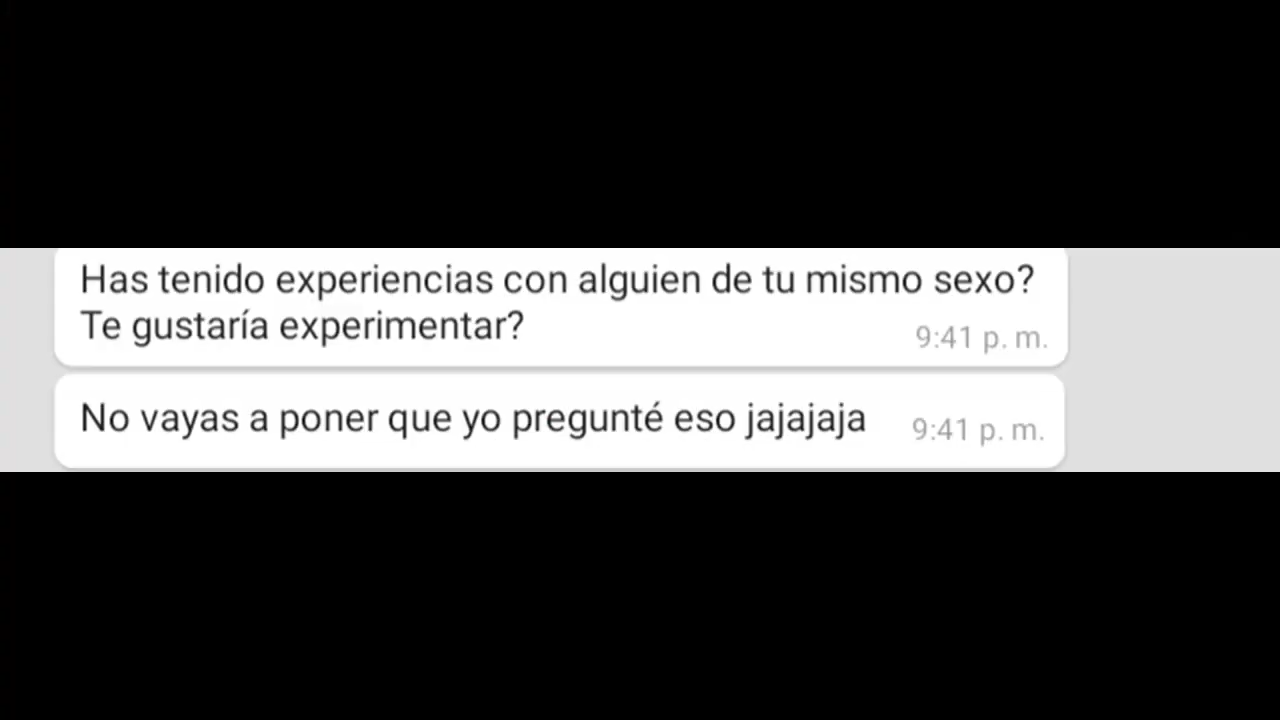 Has tenido experiencias con alguien de tu mismo sexo?
Te gustaría experimentar?
9:41 p. m.
No vayas a poner que yo pregunté eso jajajaja
9:41 p. m.